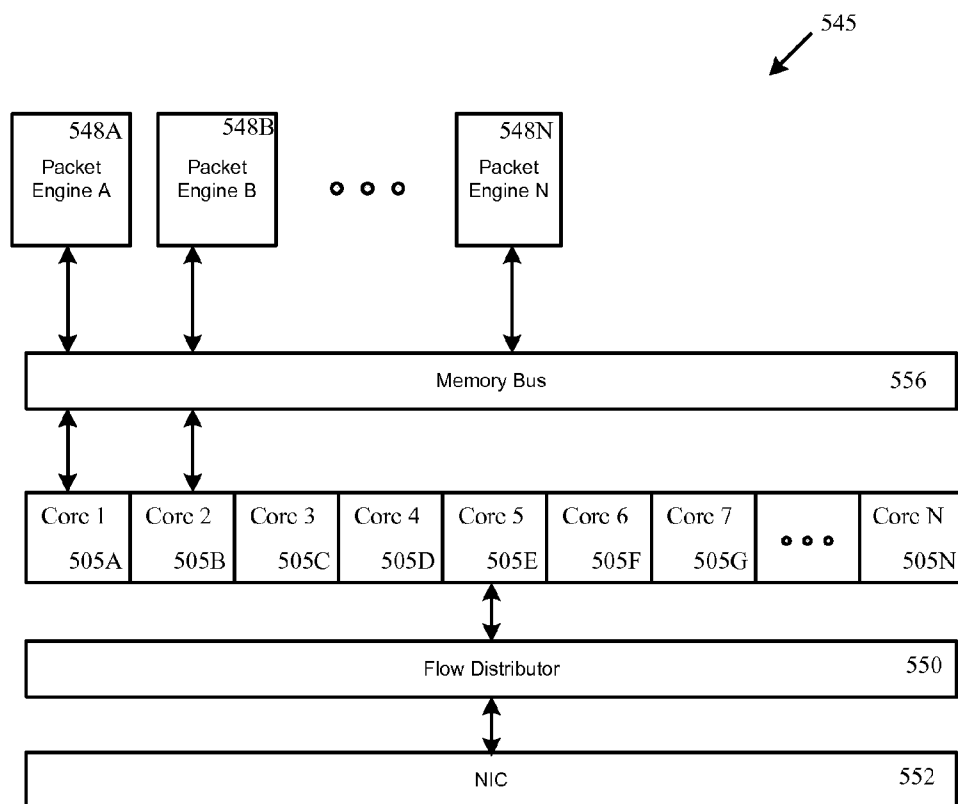 545
548A
Packet
Engine A
548B
Packet
Engine B
548N
Packet
Engine N
Memory Bus 556
Core 1 Core 2 Core 3 Core 4 Core 5 Core 6 Core 7 Core N
505A 505B 505C 505D 505E 505F 505G 505N
Flow Distributor 550
NIC 552